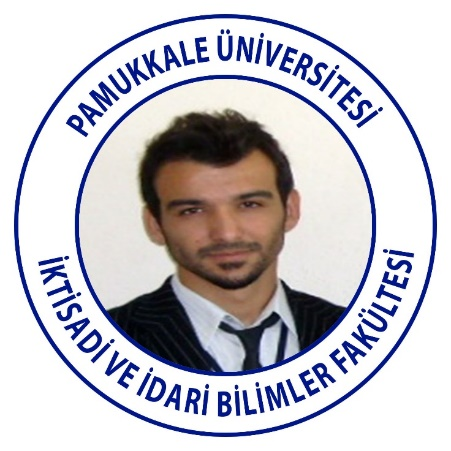 PAMUKKALE ÜNİVERSİTESİ
İKTİSADİ VE İDARİ BİLİMLER FAKÜLTESİ